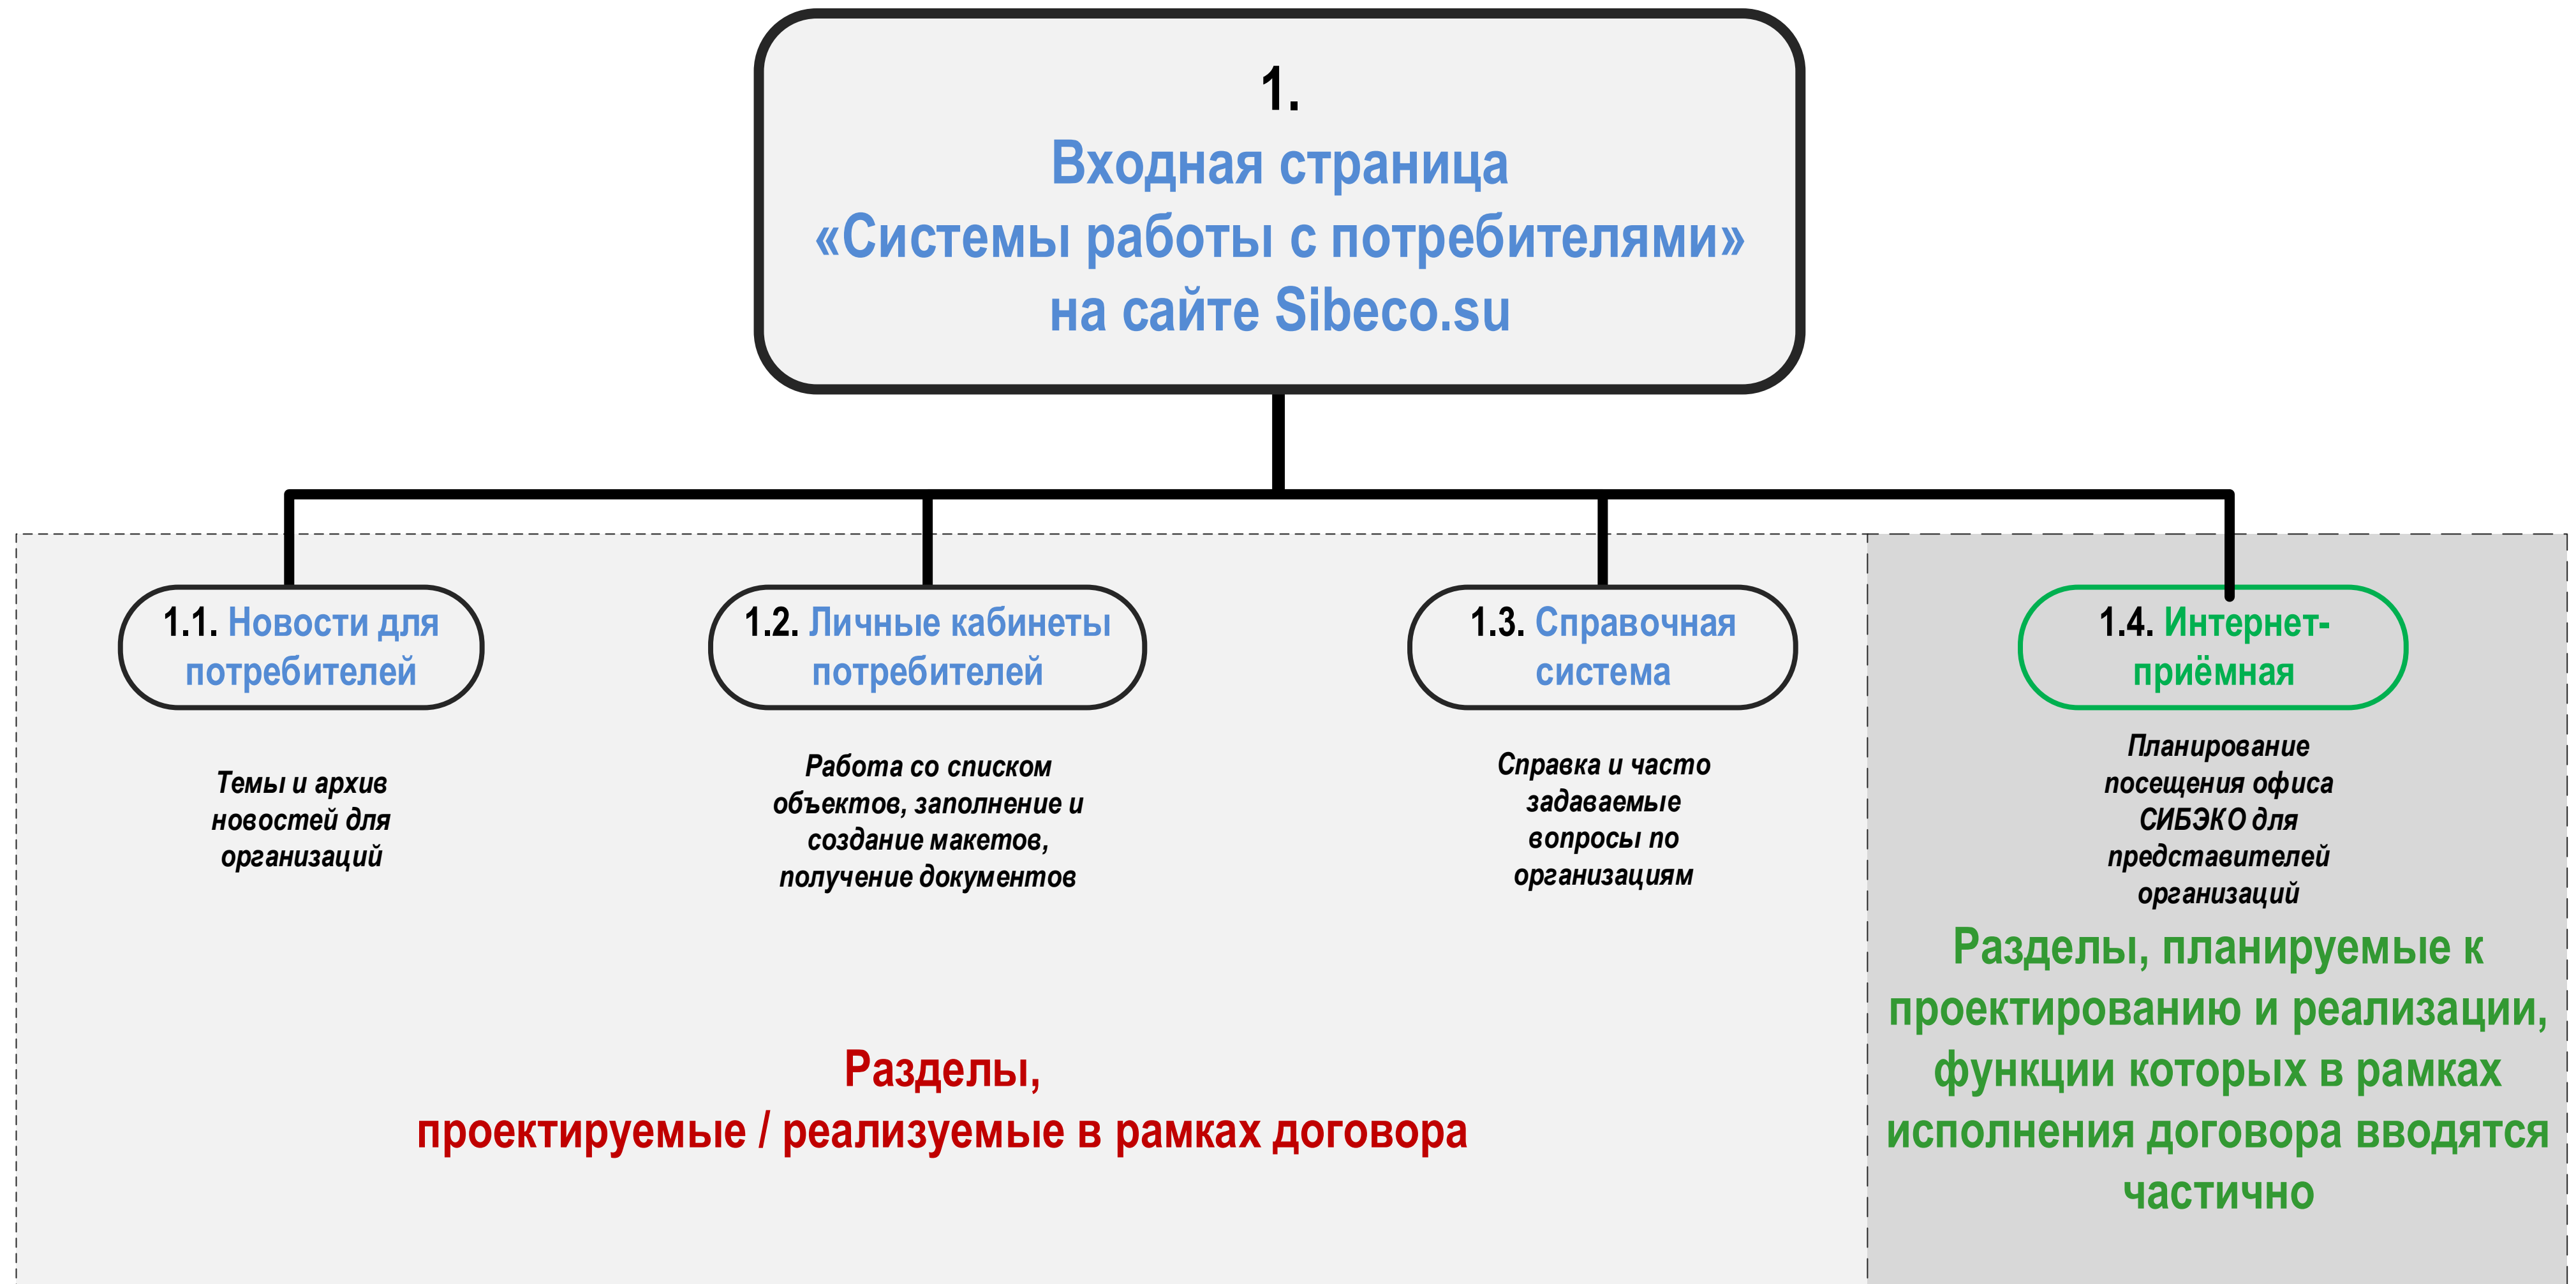 1.
Входная страница
«Системы работы с потребителями»
на сайте Sibeco.su
1.1. Новости для
потребителей
Темы и архив
новостей для
организаций
1.2. Личные кабинеты
потребителей
Работа со списком
объектов, заполнение и
создание макетов,
получение документов
1.3. Справочная
система
Справка и часто
задаваемые
вопросы по
организациям
1.4. Интернет-
приёмная
Планирование
посещения офиса
СИБЭКО для
представителей
организаций
Разделы,
проектируемые / реализуемые в рамках договора
Разделы, планируемые к
проектированию и реализации,
функции которых в рамках
исполнения договора вводятся
частично